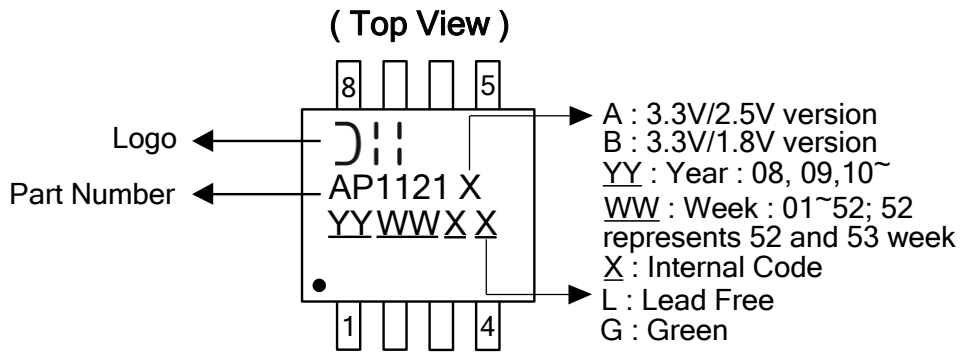 ( Top View )
8 5
Logo
Part Number
AP1121 X
YYWWX X
1 4
A : 3.3V/2.5V version
B : 3.3V/1.8V version
YY : Year : 08, 09,10~
WW : Week : 01~52; 52
represents 52 and 53 week
X : Internal Code
L : Lead Free
G : Green